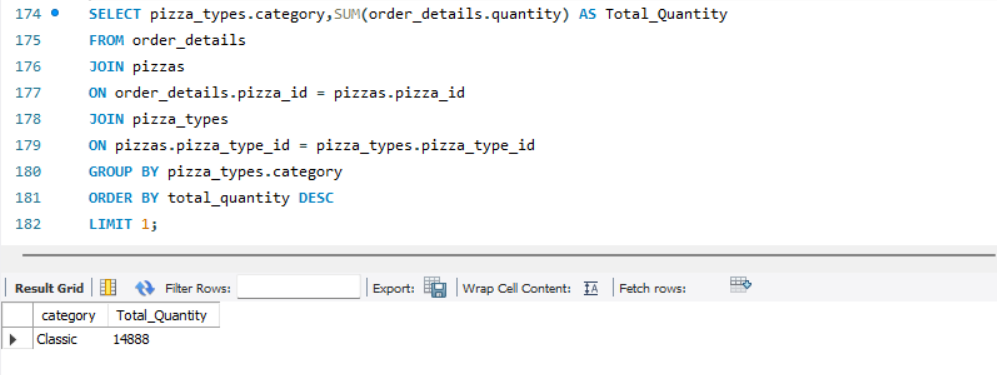 174 SELECT pizza_types.category,SUM(order_details.quantity) AS Total_Quantity
175 FROM order_details
176 JOIN pizzas
177 ON order_details.pizza_id = pizzas.pizza_id
178 JOIN pizza_types
179 ON pizzas.pizza_type_id = pizza_types.pizza_type_id
180 GROUP BY pizza_types.category
181 ORDER BY total_quantity DESC
182 LIMIT 1;
Result Grid Filter Rows: Export: Wrap Cell Content: Fetch rows:
category Total_Quantity
Classic 14888